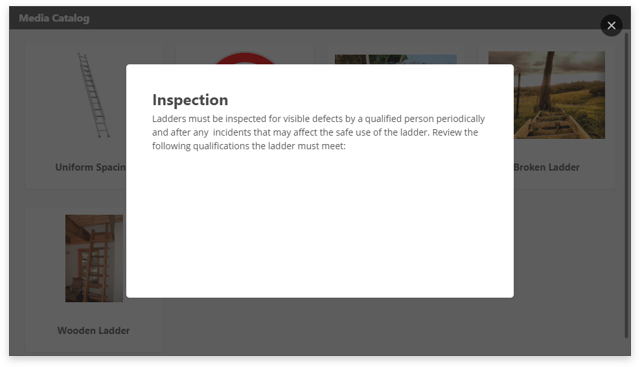 Media Catalog
Inspection
Ladders must be inspected for visible defects by a qualified person periodically
and after any incidents that may affect the safe use of the ladder. Review the
following qualifications the ladder must meet:
Uniform Spacin
Broken Ladder
Wooden Ladder